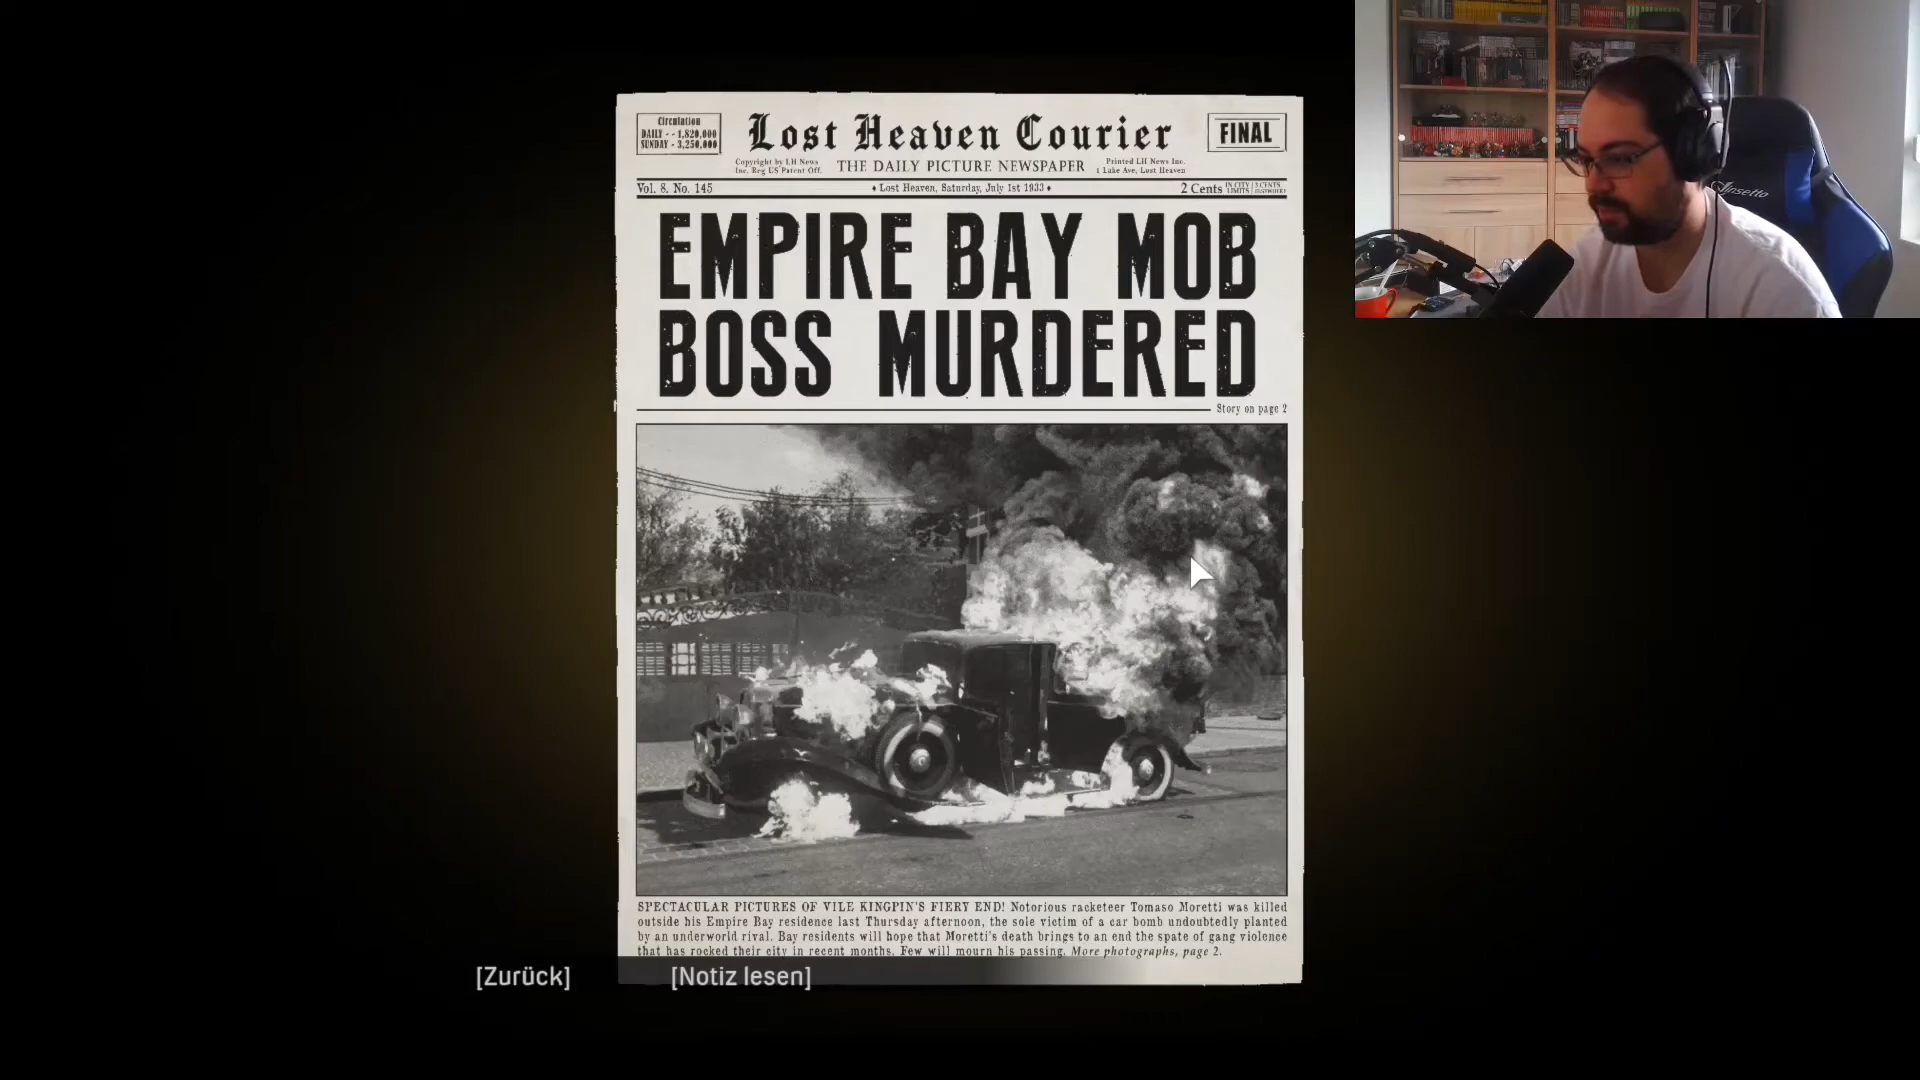 Circulation
DAILY - - 1,820,000
SUNDAY - 3,250,000
Lost Heaven Courier
FINAL
Copyright by LH News
Inc. Reg US Patent Off.
THE DAILY PICTURE NEWSPAPER
Printed LH News Inc.
1 Lake Ave, Lost Heaven
Vol. 8. No. 145
♦ Lost Heaven, Saturday, July 1st 1933 ♦
2 Cents IN CITY LIMITS 3 CENTS
EMPIRE BAY MOB
BOSS MURDERED
Story on page 2
SPECTACULAR PICTURES OF VILE KINGPIN'S FIERY END! Notorious racketeer Tomaso Moretti was killed
outside his Empire Bay residence last Thursday afternoon, the sole victim of a car bomb undoubtedly planted
by an underworld rival. Bay residents will hope that Moretti's death brings to an end the spate of gang violence
that has rocked their city in recent months. Few will mourn his passing. More photographs, page 2.
[Zurück]
[Notiz lesen]